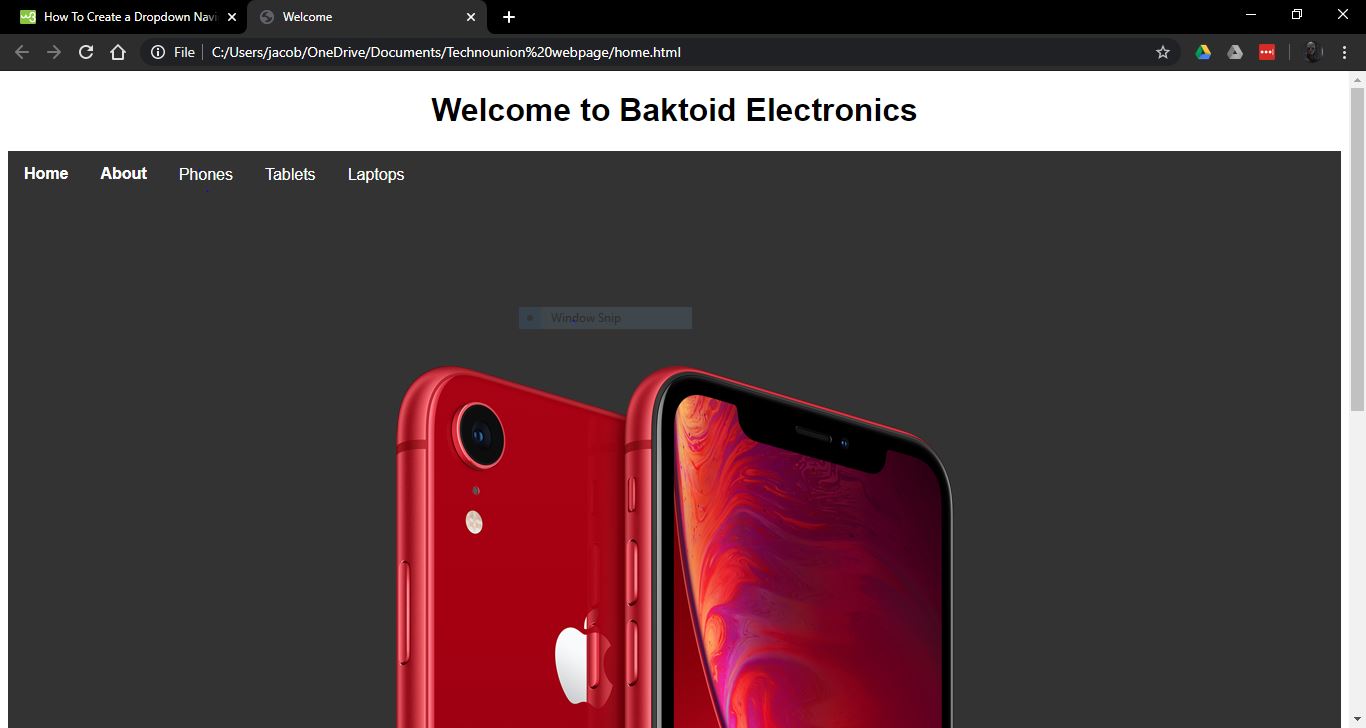 How To Create a Dropdown Navi
Welcome
File
C:/Users/jacob/OneDrive/Documents/Technounion%20webpage/home.html
Welcome to Baktoid Electronics
Home About Phones Tablets Laptops
Window Snip